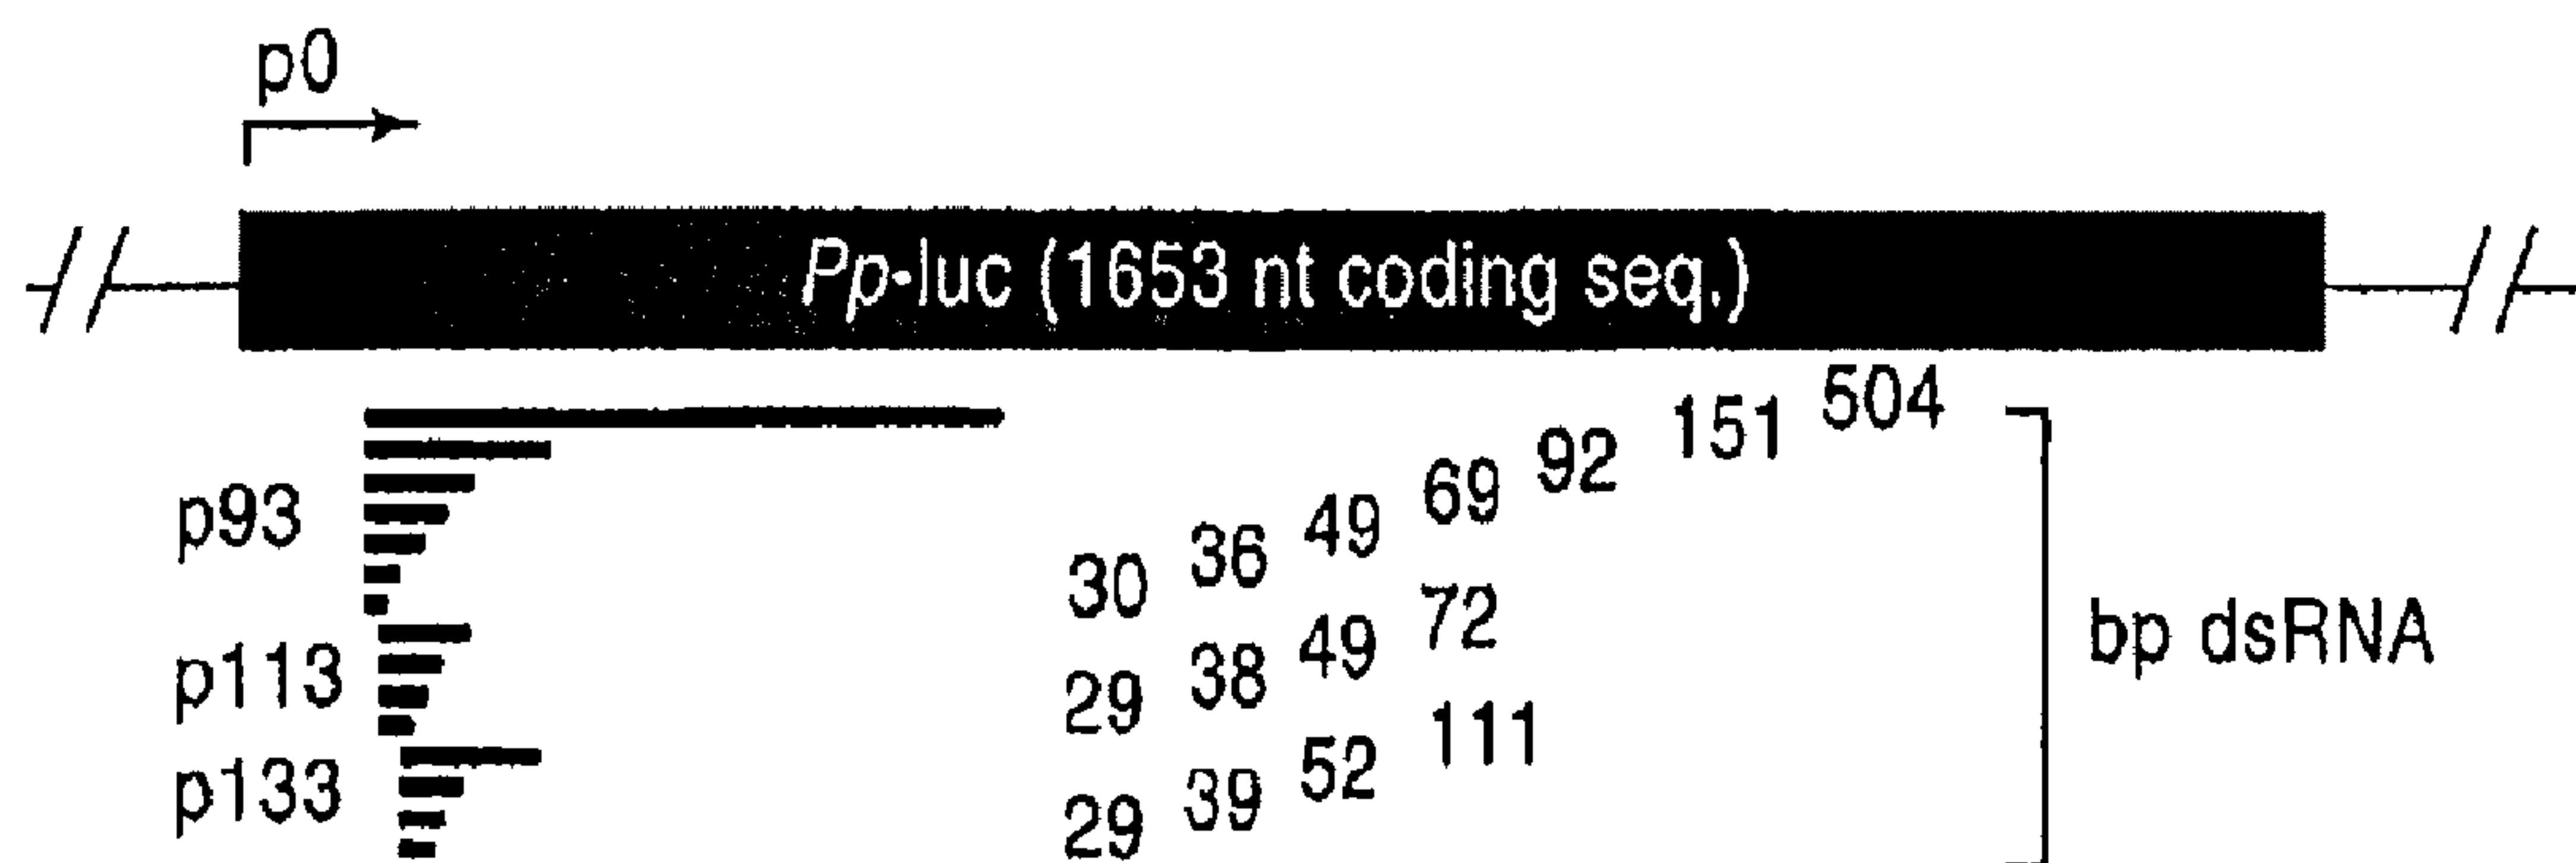 p0
Pp-luc (1653 nt coding seq.)
504
151
92
69
49
36
30
p93
72
49
38
29
p113
111
52
39
29
p133
bp dsRNA